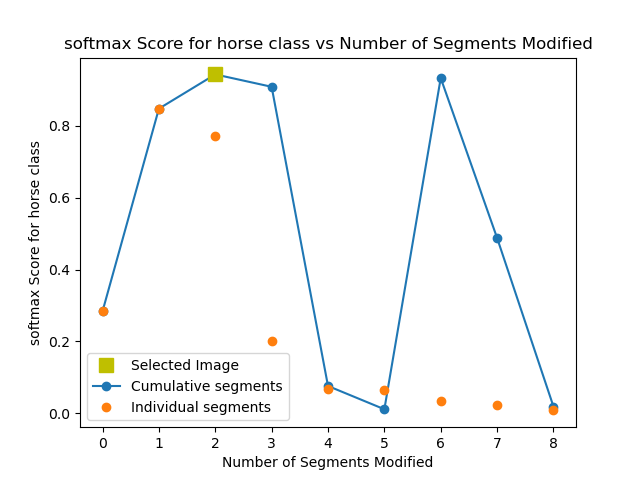 softmax Score for horse class vs Number of Segments Modified
softmax Score for horse class
0.8
0.6
0.4
0.2
0.0
Selected Image
Cumulative segments
Individual segments
0 1 2 3 4 5 6 7 8
Number of Segments Modified